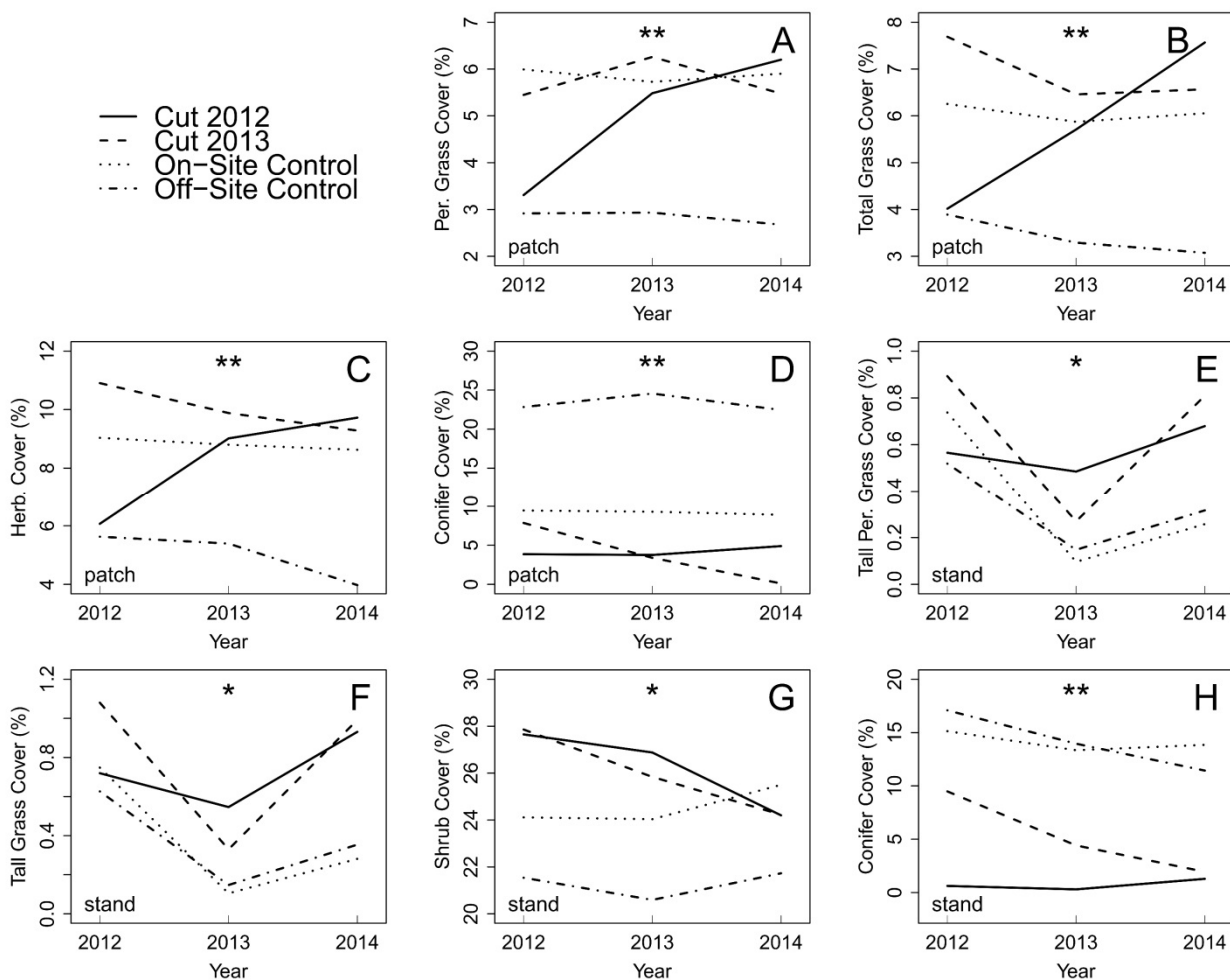 Cut 2012
Cut 2013
On-Site Control
Off-Site Control
Per. Grass Cover (%)
7
6
5
4
3
2
**
A
patch
2012
2013
2014
Year
Total Grass Cover (%)
8
7
6
5
4
3
**
B
patch
2012
2013
2014
Year
Herb. Cover (%)
12
10
8
6
4
**
C
patch
2012
2013
2014
Year
Conifer Cover (%)
30
25
20
15
10
5
0
**
D
patch
2012
2013
2014
Year
Tall Per. Grass Cover (%)
1.0
0.8
0.6
0.4
0.2
0.0
*
E
stand
2012
2013
2014
Year
Tall Grass Cover (%)
1.2
0.8
0.4
0.0
*
F
stand
2012
2013
2014
Year
Shrub Cover (%)
30
28
26
24
22
20
*
G
stand
2012
2013
2014
Year
Conifer Cover (%)
20
15
10
5
0
**
H
stand
2012
2013
2014
Year